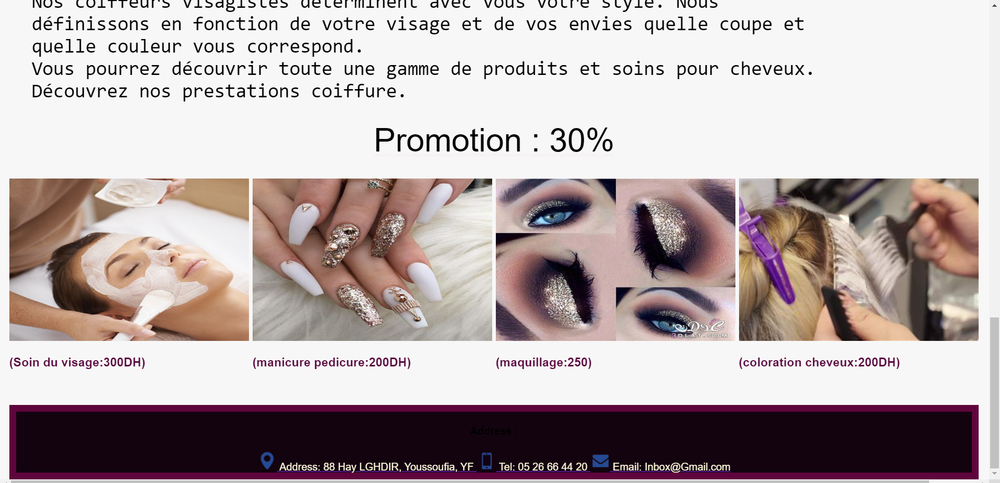 Nos coiffeurs visagistes déterminent avec vous votre style. Nous
définissons en fonction de votre visage et de vos envies quelle coupe et
quelle couleur vous correspond.
Vous pourrez découvrir toute une gamme de produits et soins pour cheveux.
Découvrez nos prestations coiffure.
Promotion : 30%
3DLAT.COM
(Soin du visage:300DH)
(manicure pedicure:200DH)
(maquillage:250)
(coloration cheveux:200DH)
Address :
Address: 88 Hay LGHDIR, Youssoufia, YF Tel: 05 26 66 44 20 Email: Inbox@Gmail.com